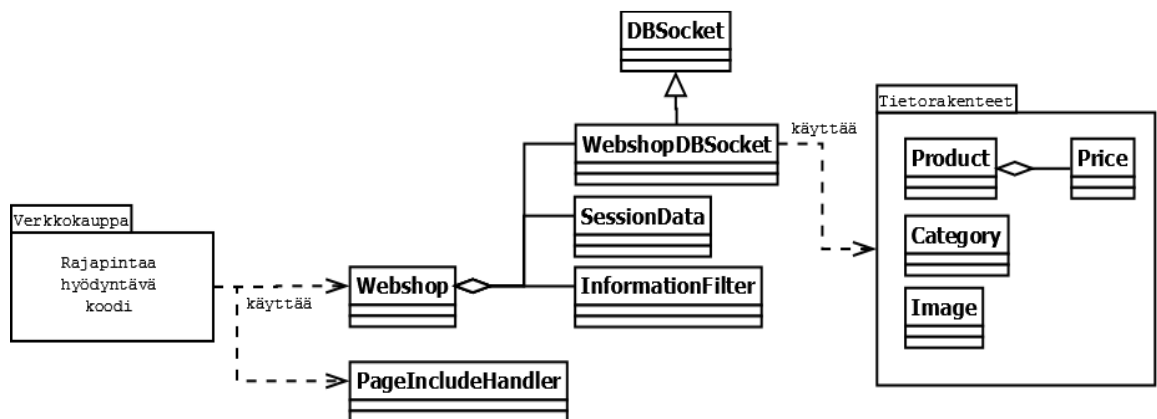 DBSocket
Tietorakenteet
käyttää
WebshopDBSocket
Product
Price
Verkkokauppa
SessionData
Category
Rajapintaa
hyödyntävä
koodi
Webshop
InformationFilter
käyttää
Image
PageIncludeHandler